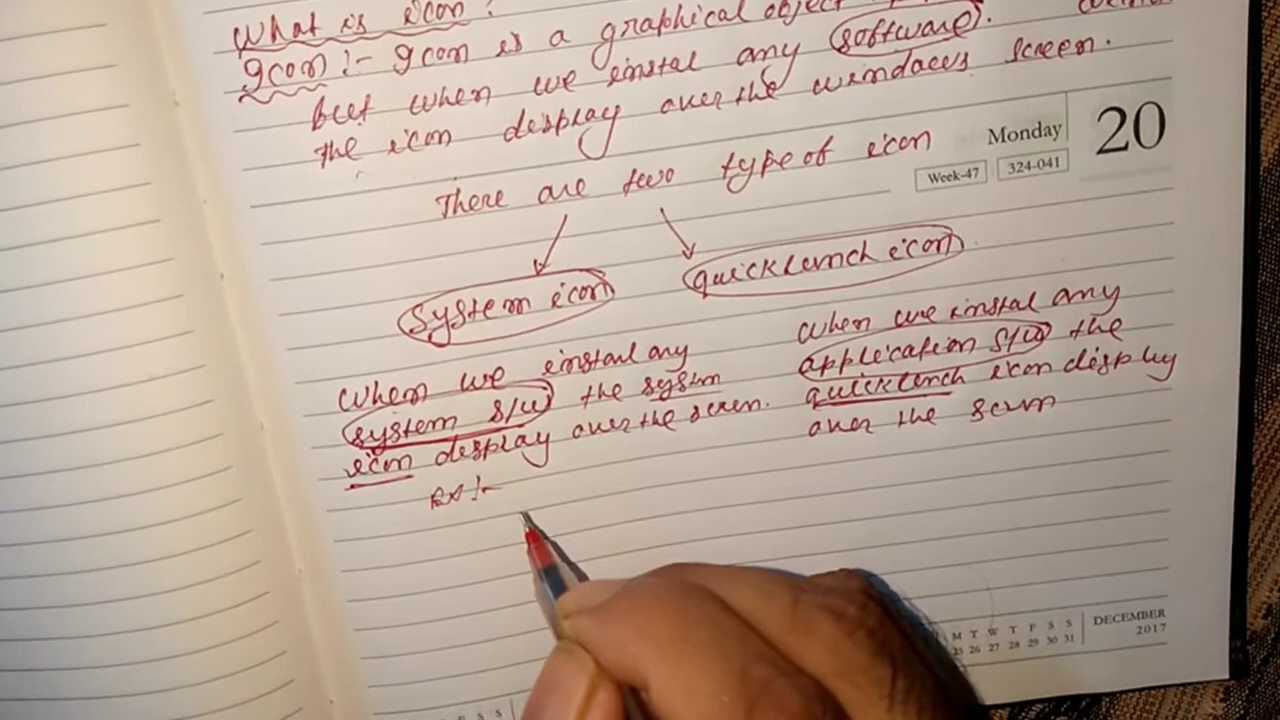 What is icon?
Icon :- Icon is a graphical object
but when we instal any software.
the icon display over the windows screen.
Monday 20
Week-47 324-041
There are two type of icon
System icon
quicklunch icon
When we install any
system s/w the system
icon display over the screen.
Ex :-
When we instal any
application s/w the
quicklunch icon display
over the scrun
M T W T F S S
25 26 27 28 29 30 31
DECEMBER
2017
S S